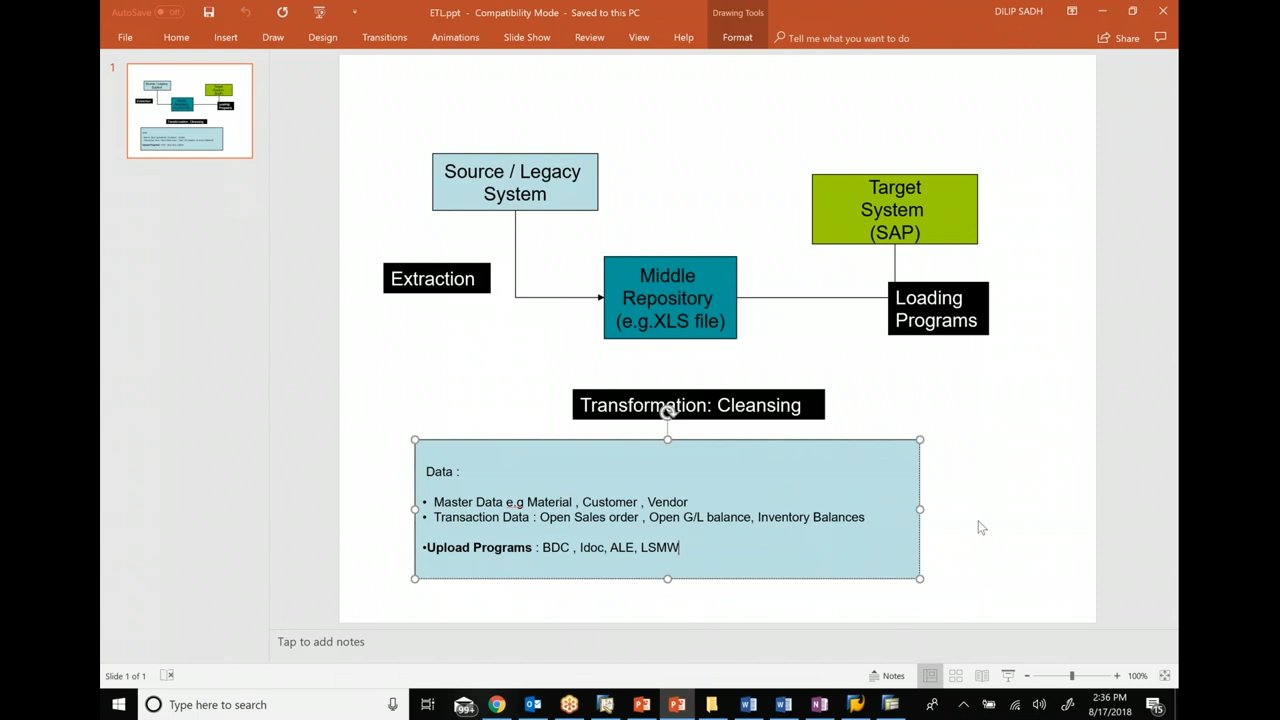 AutoSave Off
ETL.ppt - Compatibility Mode - Saved to this PC
Drawing Tools
DILIP SADH
File Home Insert Draw Design Transitions Animations Slide Show Review View Help Format Tell me what you want to do Share
1
Source / Legacy
System
Target
System
(SAP)
Extraction
Middle
Repository
(e.g.XLS file)
Loading
Programs
Transformation: Cleansing
Data :
• Master Data e.g Material , Customer , Vendor
• Transaction Data : Open Sales order , Open G/L balance, Inventory Balances
•Upload Programs : BDC , Idoc, ALE, LSMW
Tap to add notes
Slide 1 of 1
Notes
100%
Type here to search
99+
2:36 PM
8/17/2018
15